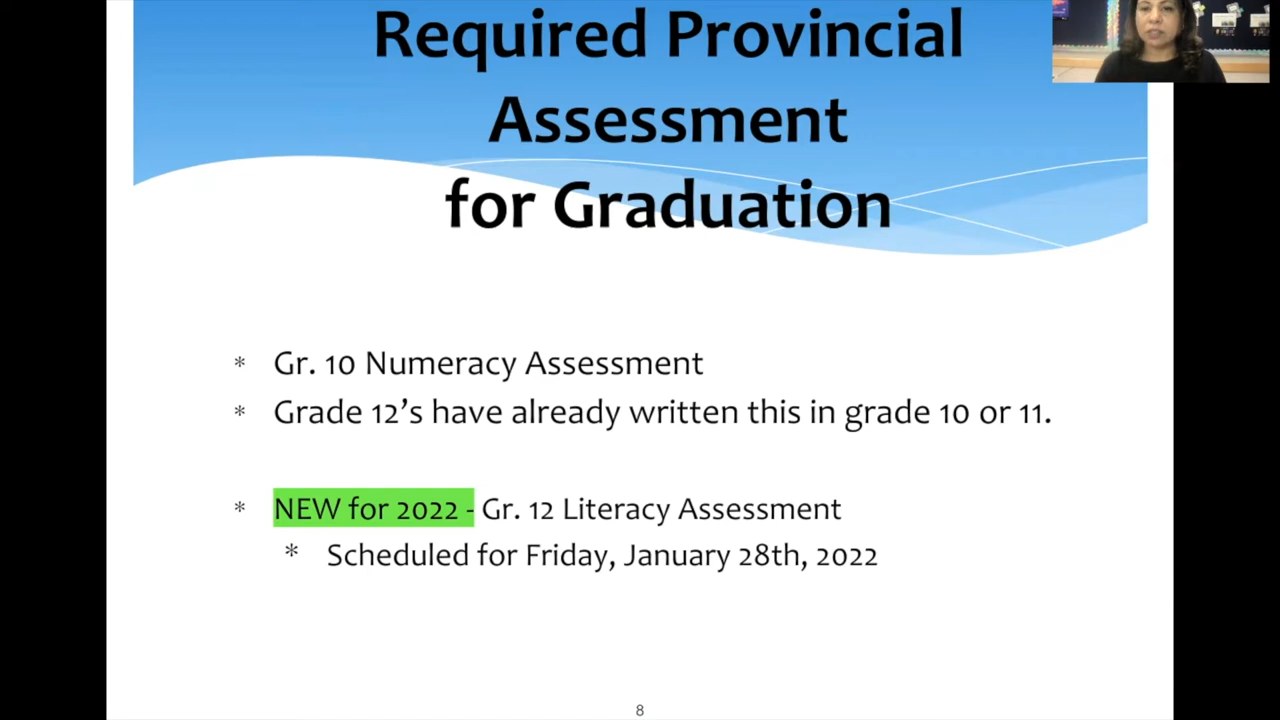 Required Provincial
Assessment
for Graduation
* Gr. 10 Numeracy Assessment
* Grade 12’s have already written this in grade 10 or 11.
* NEW for 2022 - Gr. 12 Literacy Assessment
* Scheduled for Friday, January 28th, 2022
8